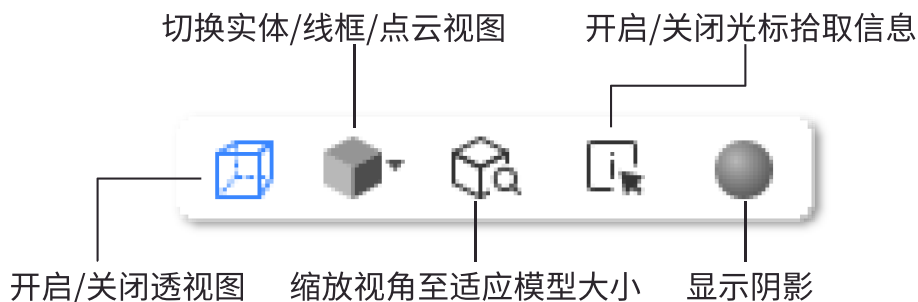 切换实体/线框/点云视图
开启/关闭光标拾取信息
开启/关闭透视图
缩放视角至适应模型大小
显示阴影